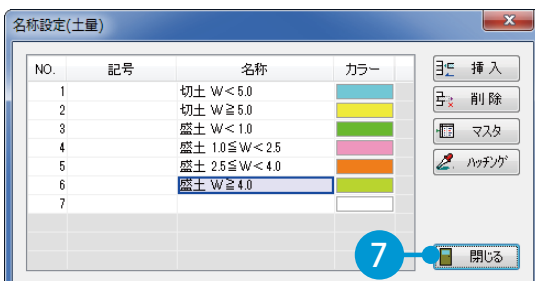 名称設定(土量)
NO. 記号 名称 カラー
1 切土 W＜5.0
2 切土 W≧5.0
3 盛土 W＜1.0
4 盛土 1.0≦W＜2.5
5 盛土 2.5≦W＜4.0
6 盛土 W≧4.0
7
挿入
削除
マスタ
ﾊｯﾁﾝｸﾞ
7
閉じる